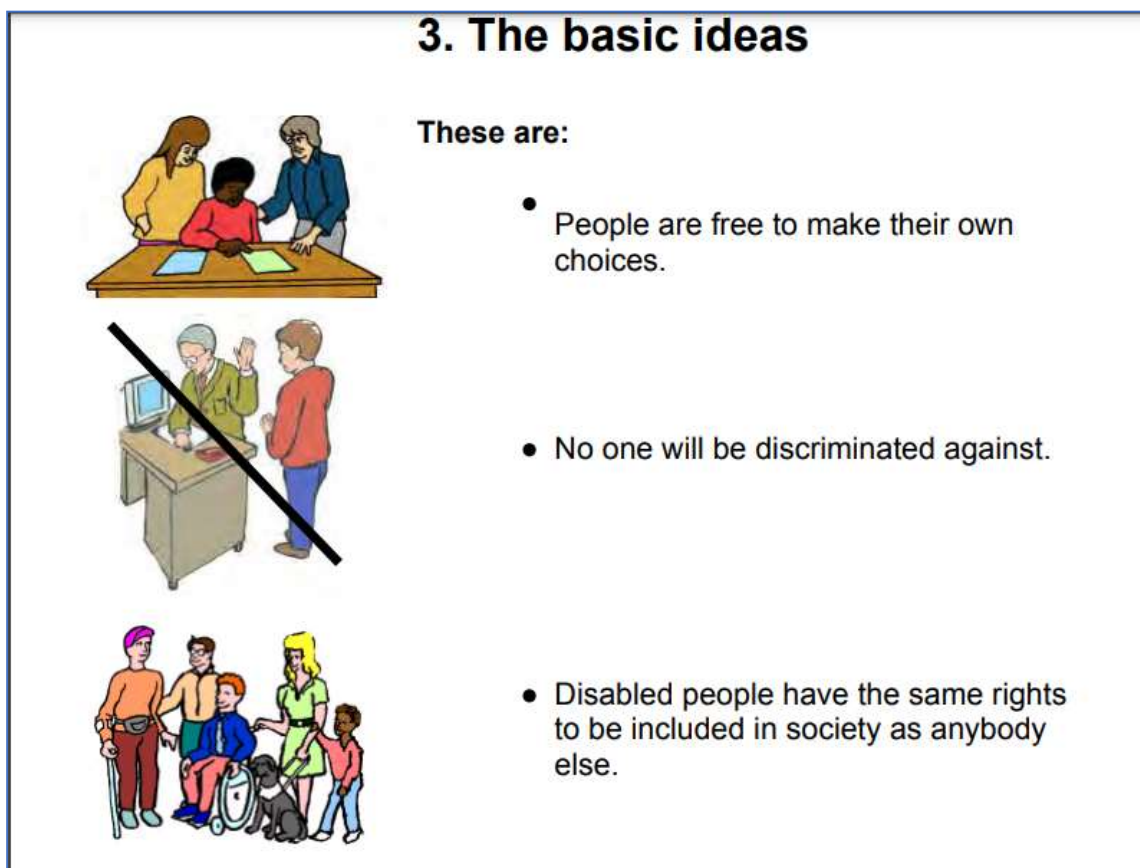 3. The basic ideas
These are:
● People are free to make their own
choices.
● No one will be discriminated against.
● Disabled people have the same rights
to be included in society as anybody
else.